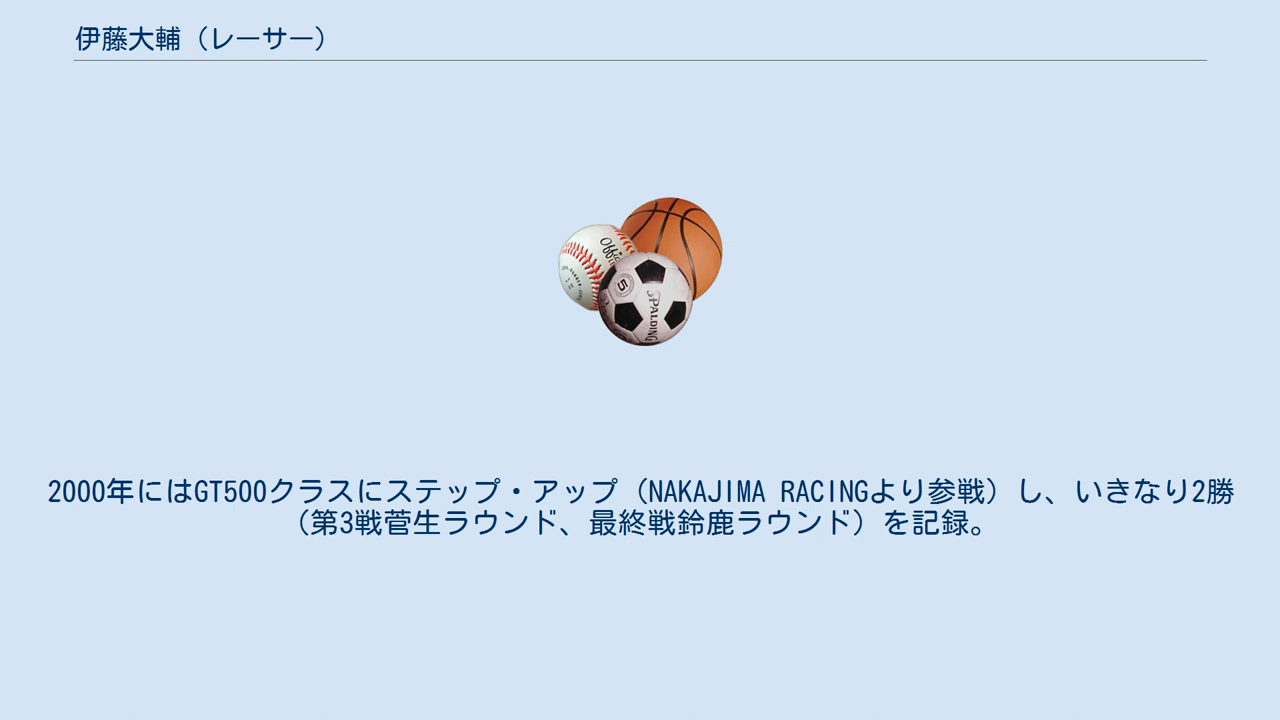 伊藤大輔（レーサー）
Offic
5
SPALDING
2000年にはGT500クラスにステップ・アップ（NAKAJIMA RACINGより参戦）し、いきなり2勝
（第3戦菅生ラウンド、最終戦鈴鹿ラウンド）を記録。